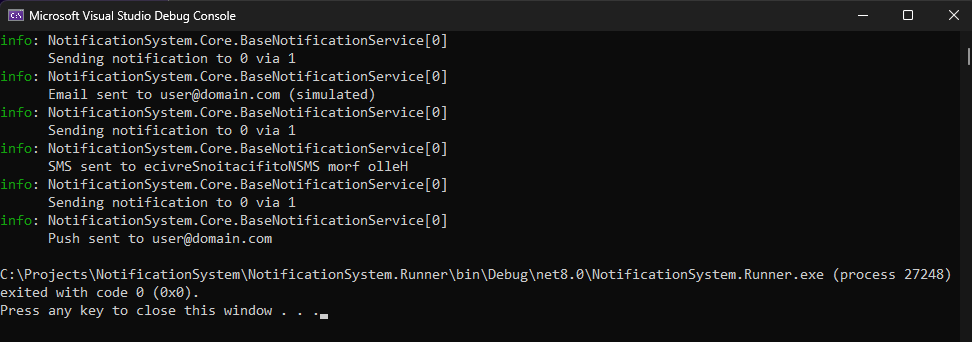 Microsoft Visual Studio Debug Console
info: NotificationSystem.Core.BaseNotificationService[0]
Sending notification to 0 via 1
info: NotificationSystem.Core.BaseNotificationService[0]
Email sent to user@domain.com (simulated)
info: NotificationSystem.Core.BaseNotificationService[0]
Sending notification to 0 via 1
info: NotificationSystem.Core.BaseNotificationService[0]
SMS sent to ecivreSnoitacifitoNSMS morf olleH
info: NotificationSystem.Core.BaseNotificationService[0]
Sending notification to 0 via 1
info: NotificationSystem.Core.BaseNotificationService[0]
Push sent to user@domain.com
C:\Projects\NotificationSystem\NotificationSystem.Runner\bin\Debug\net8.0\NotificationSystem.Runner.exe (process 27248)
exited with code 0 (0x0).
Press any key to close this window . . .